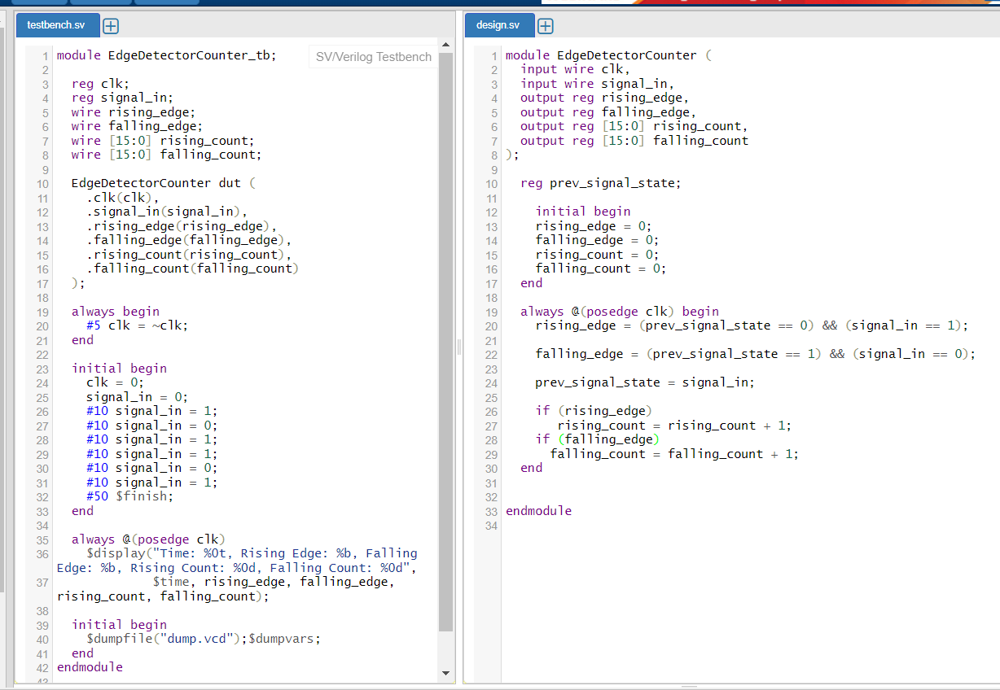 testbench.sv
SV/Verilog Testbench
1 module EdgeDetectorCounter_tb;
2
3 reg clk;
4 reg signal_in;
5 wire rising_edge;
6 wire falling_edge;
7 wire [15:0] rising_count;
8 wire [15:0] falling_count;
9
10 EdgeDetectorCounter dut (
11 .clk(clk),
12 .signal_in(signal_in),
13 .rising_edge(rising_edge),
14 .falling_edge(falling_edge),
15 .rising_count(rising_count),
16 .falling_count(falling_count)
17 );
18
19 always begin
20 #5 clk = ~clk;
21 end
22
23 initial begin
24 clk = 0;
25 signal_in = 0;
26 #10 signal_in = 1;
27 #10 signal_in = 0;
28 #10 signal_in = 1;
29 #10 signal_in = 1;
30 #10 signal_in = 0;
31 #10 signal_in = 1;
32 #50 $finish;
33 end
34
35 always @(posedge clk)
36 $display("Time: %0t, Rising Edge: %b, Falling
Edge: %b, Rising Count: %0d, Falling Count: %0d",
37 $time, rising_edge, falling_edge,
rising_count, falling_count);
38
39 initial begin
40 $dumpfile("dump.vcd");$dumpvars;
41 end
42 endmodule
43
design.sv
1 module EdgeDetectorCounter (
2 input wire clk,
3 input wire signal_in,
4 output reg rising_edge,
5 output reg falling_edge,
6 output reg [15:0] rising_count,
7 output reg [15:0] falling_count
8 );
9
10 reg prev_signal_state;
11
12 initial begin
13 rising_edge = 0;
14 falling_edge = 0;
15 rising_count = 0;
16 falling_count = 0;
17 end
18
19 always @(posedge clk) begin
20 rising_edge = (prev_signal_state == 0) && (signal_in == 1);
21
22 falling_edge = (prev_signal_state == 1) && (signal_in == 0);
23
24 prev_signal_state = signal_in;
25
26 if (rising_edge)
27 rising_count = rising_count + 1;
28 if (falling_edge)
29 falling_count = falling_count + 1;
30 end
31
32
33 endmodule
34